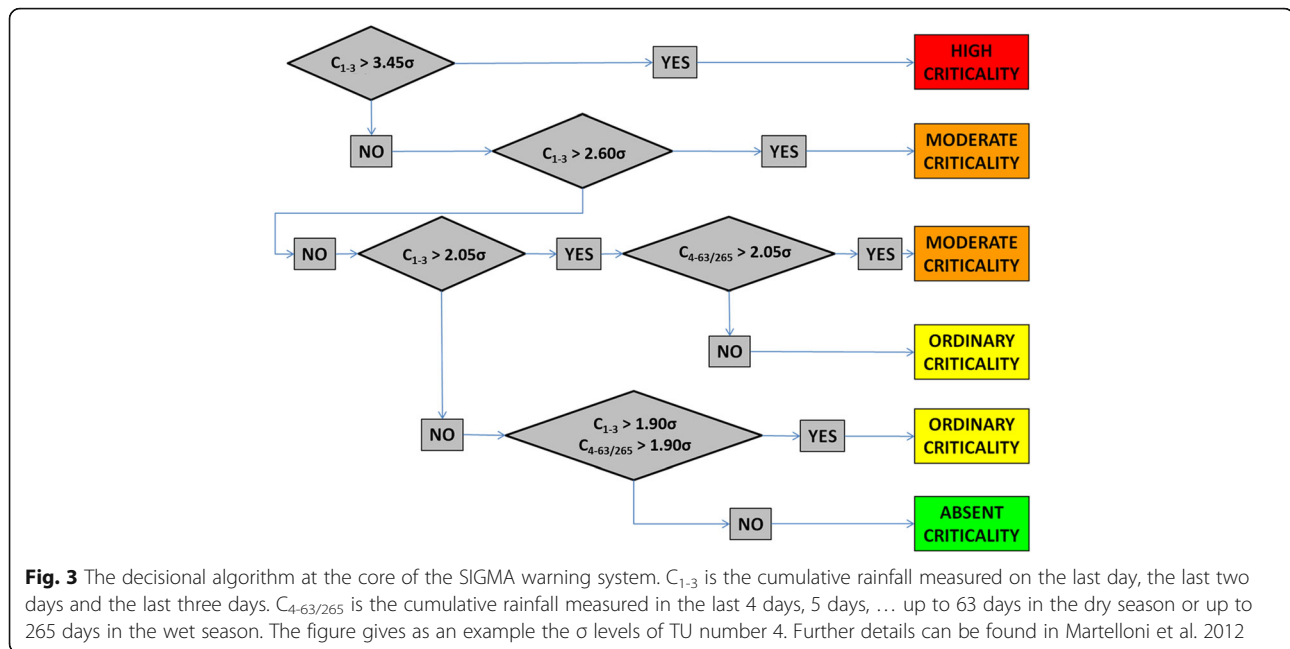 C₁₋₃ > 3.45σ
YES
HIGH
CRITICALITY
NO
C₁₋₃ > 2.60σ
YES
MODERATE
CRITICALITY
NO
C₁₋₃ > 2.05σ
YES
C₄₋₆₃/₂₆₅ > 2.05σ
YES
MODERATE
CRITICALITY
NO
ORDINARY
CRITICALITY
NO
C₁₋₃ > 1.90σ
C₄₋₆₃/₂₆₅ > 1.90σ
YES
ORDINARY
CRITICALITY
NO
ABSENT
CRITICALITY
Fig. 3 The decisional algorithm at the core of the SIGMA warning system. C₁₋₃ is the cumulative rainfall measured on the last day, the last two
days and the last three days. C₄₋₆₃/₂₆₅ is the cumulative rainfall measured in the last 4 days, 5 days, … up to 63 days in the dry season or up to
265 days in the wet season. The figure gives as an example the σ levels of TU number 4. Further details can be found in Martelloni et al. 2012